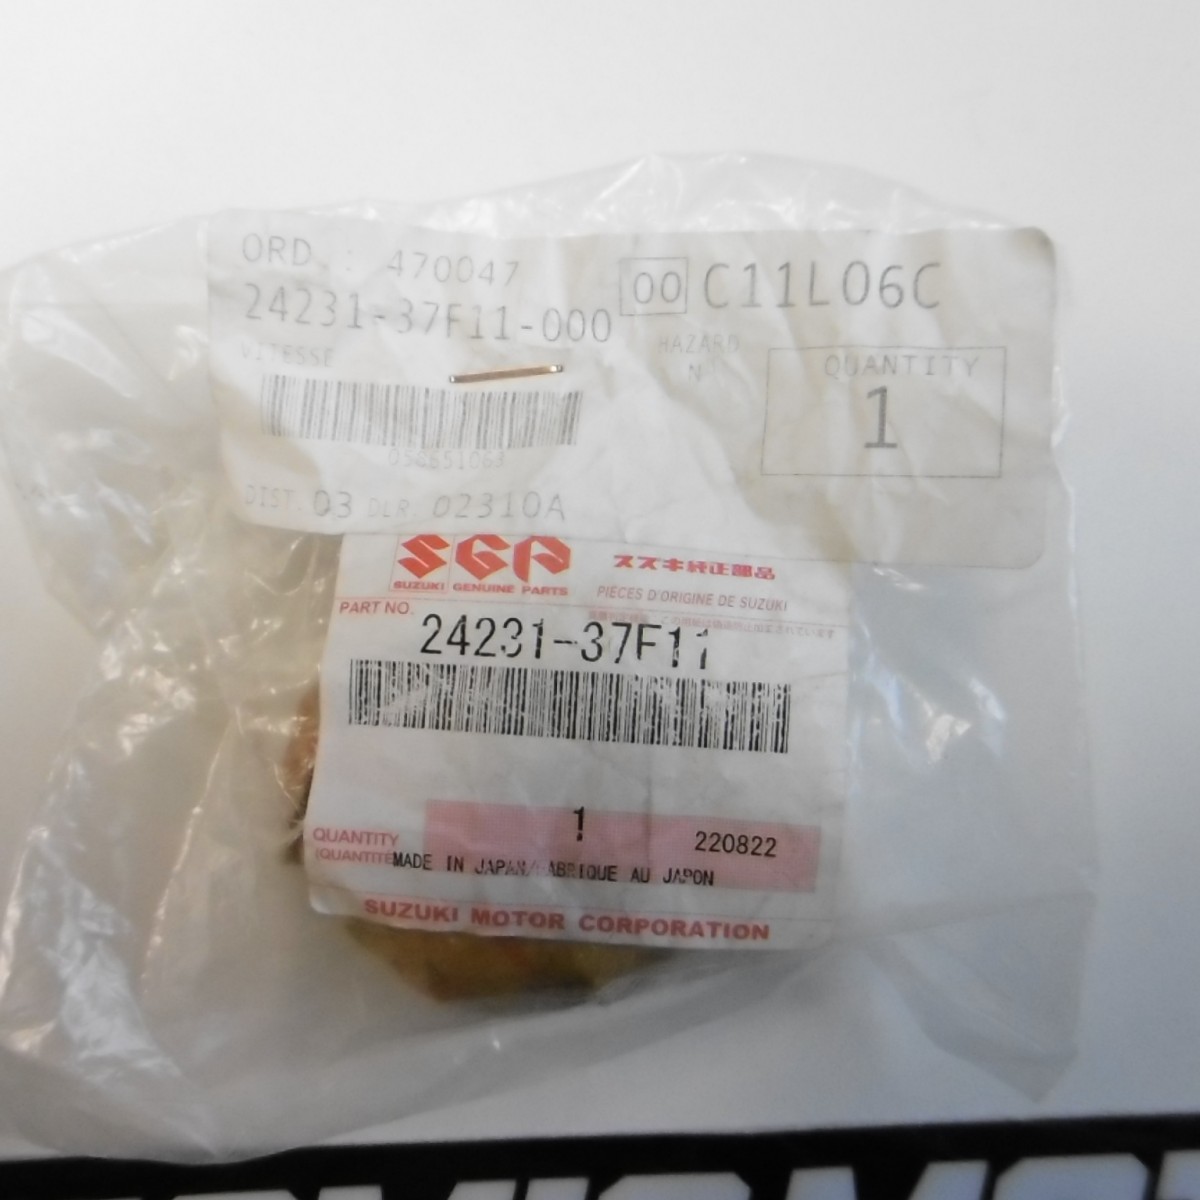 ORD. : 470047
24231-37F11-000
00 C11L06C
VITESSE
HAZARD
N
QUANTITY
1
DIST. 03 DLR. 02310A
SGP
SUZUKI GENUINE PARTS
スズキ純正部品
PIECES D'ORIGINE DE SUZUKI
PART NO.
24231-37F11
1
QUANTITY
220822
(QUANTITÉ
MADE IN JAPAN/FABRIQUE AU JAPON
SUZUKI MOTOR CORPORATION